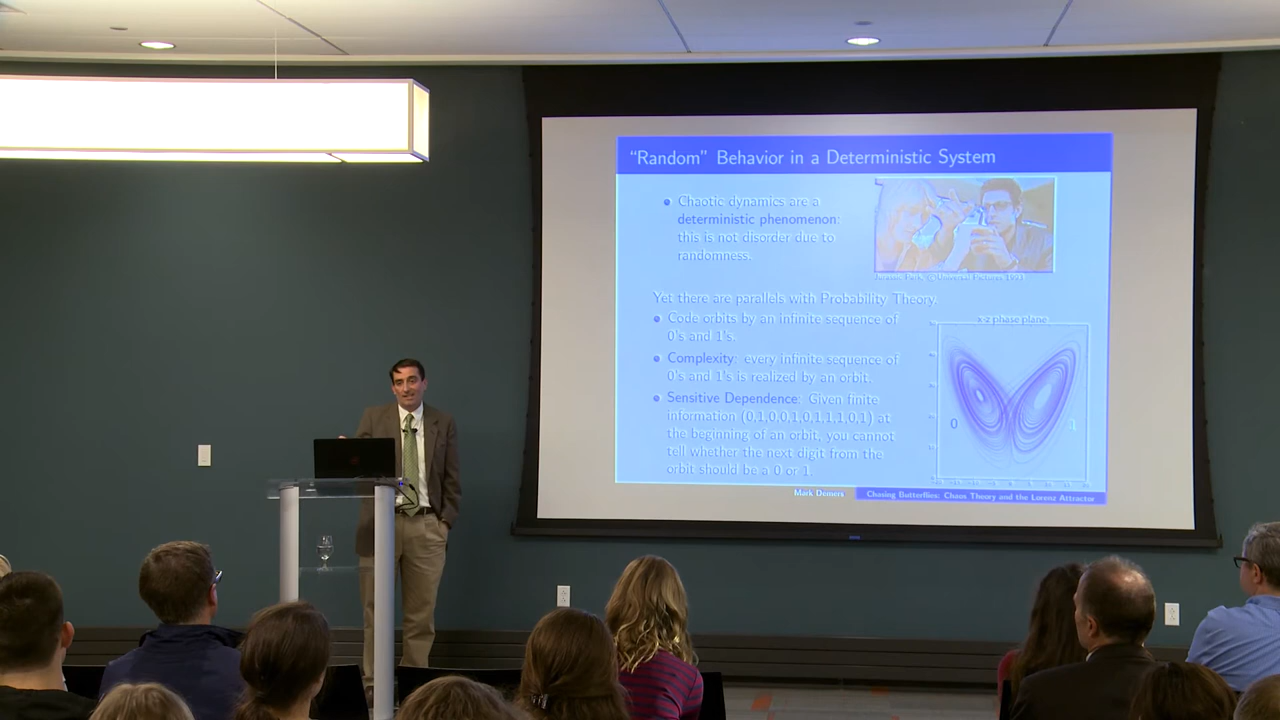 "Random" Behavior in a Deterministic System
Chaotic dynamics are a
deterministic phenomenon:
this is not disorder due to
randomness.
Jurassic Park, © Universal Pictures 1993
Yet there are parallels with Probability Theory.
Code orbits by an infinite sequence of
0's and 1's.
Complexity: every infinite sequence of
0's and 1's is realized by an orbit.
Sensitive Dependence: Given finite
information (0,1,0,0,1,0,1,1,1,0,1) at
the beginning of an orbit, you cannot
tell whether the next digit from the
orbit should be a 0 or 1.
x-z phase plane
0
1
Mark Demers
Chasing Butterflies: Chaos Theory and the Lorenz Attractor